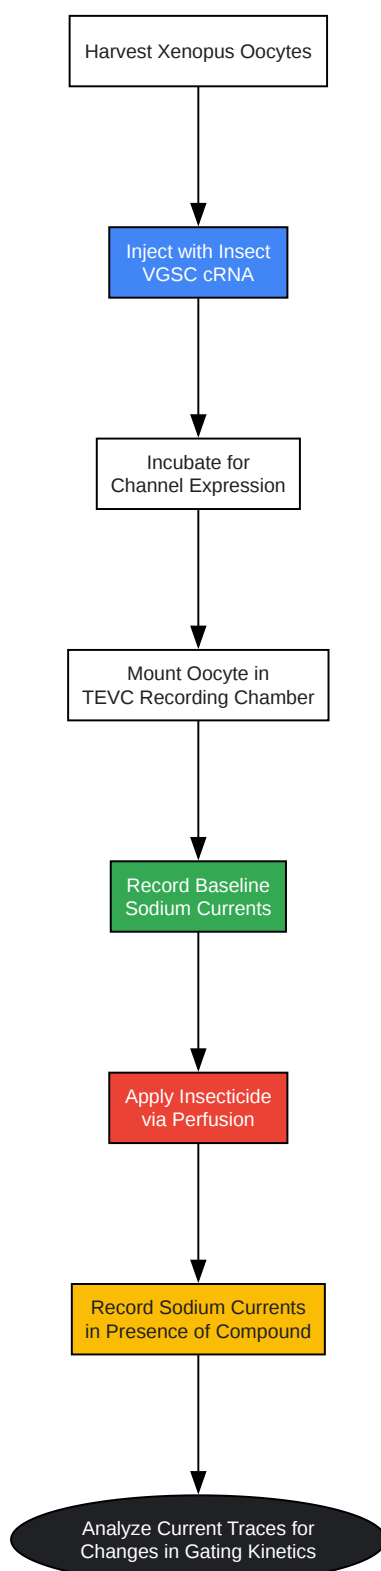 Harvest Xenopus Oocytes
Inject with Insect
VGSC cRNA
Incubate for
Channel Expression
Mount Oocyte in
TEVC Recording Chamber
Record Baseline
Sodium Currents
Apply Insecticide
via Perfusion
Record Sodium Currents
in Presence of Compound
Analyze Current Traces for
Changes in Gating Kinetics